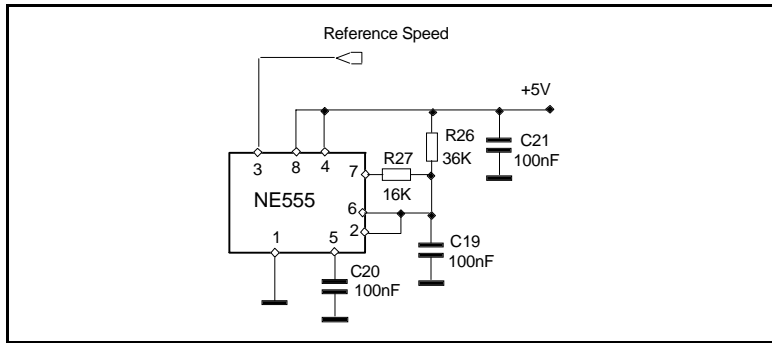 Reference Speed
+5V
R26
36K
C21
100nF
3
8
4
7
R27
16K
NE555
6
2
1
5
C19
100nF
C20
100nF